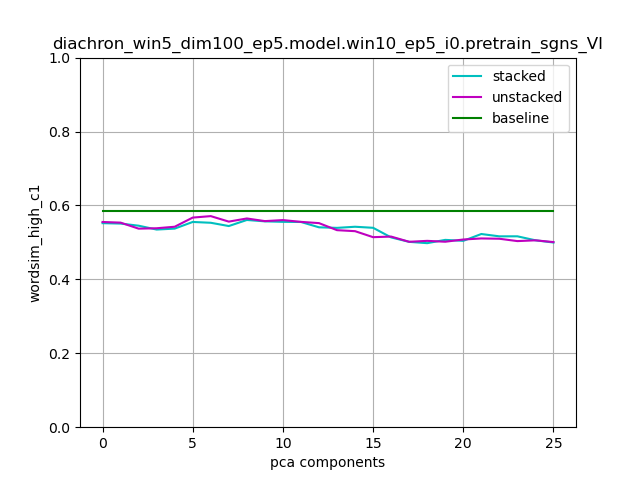 diachron_win5_dim100_ep5.model.win10_ep5_i0.pretrain_sgns_VI
stacked
unstacked
baseline
wordsim_high_c1
1.0
0.8
0.6
0.4
0.2
0.0
0 5 10 15 20 25
pca components